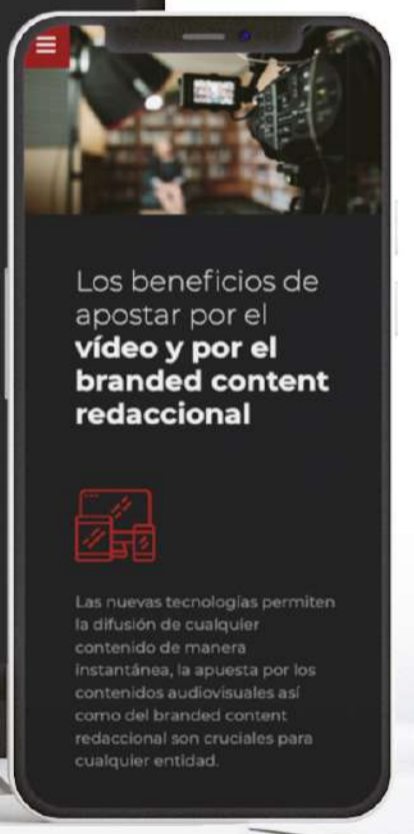 Los beneficios de
apostar por el
vídeo y por el
branded content
redaccional
Las nuevas tecnologías permiten
la difusión de cualquier
contenido de manera
instantánea, la apuesta por los
contenidos audiovisuales así
como del branded content
redaccional son cruciales para
cualquier entidad.